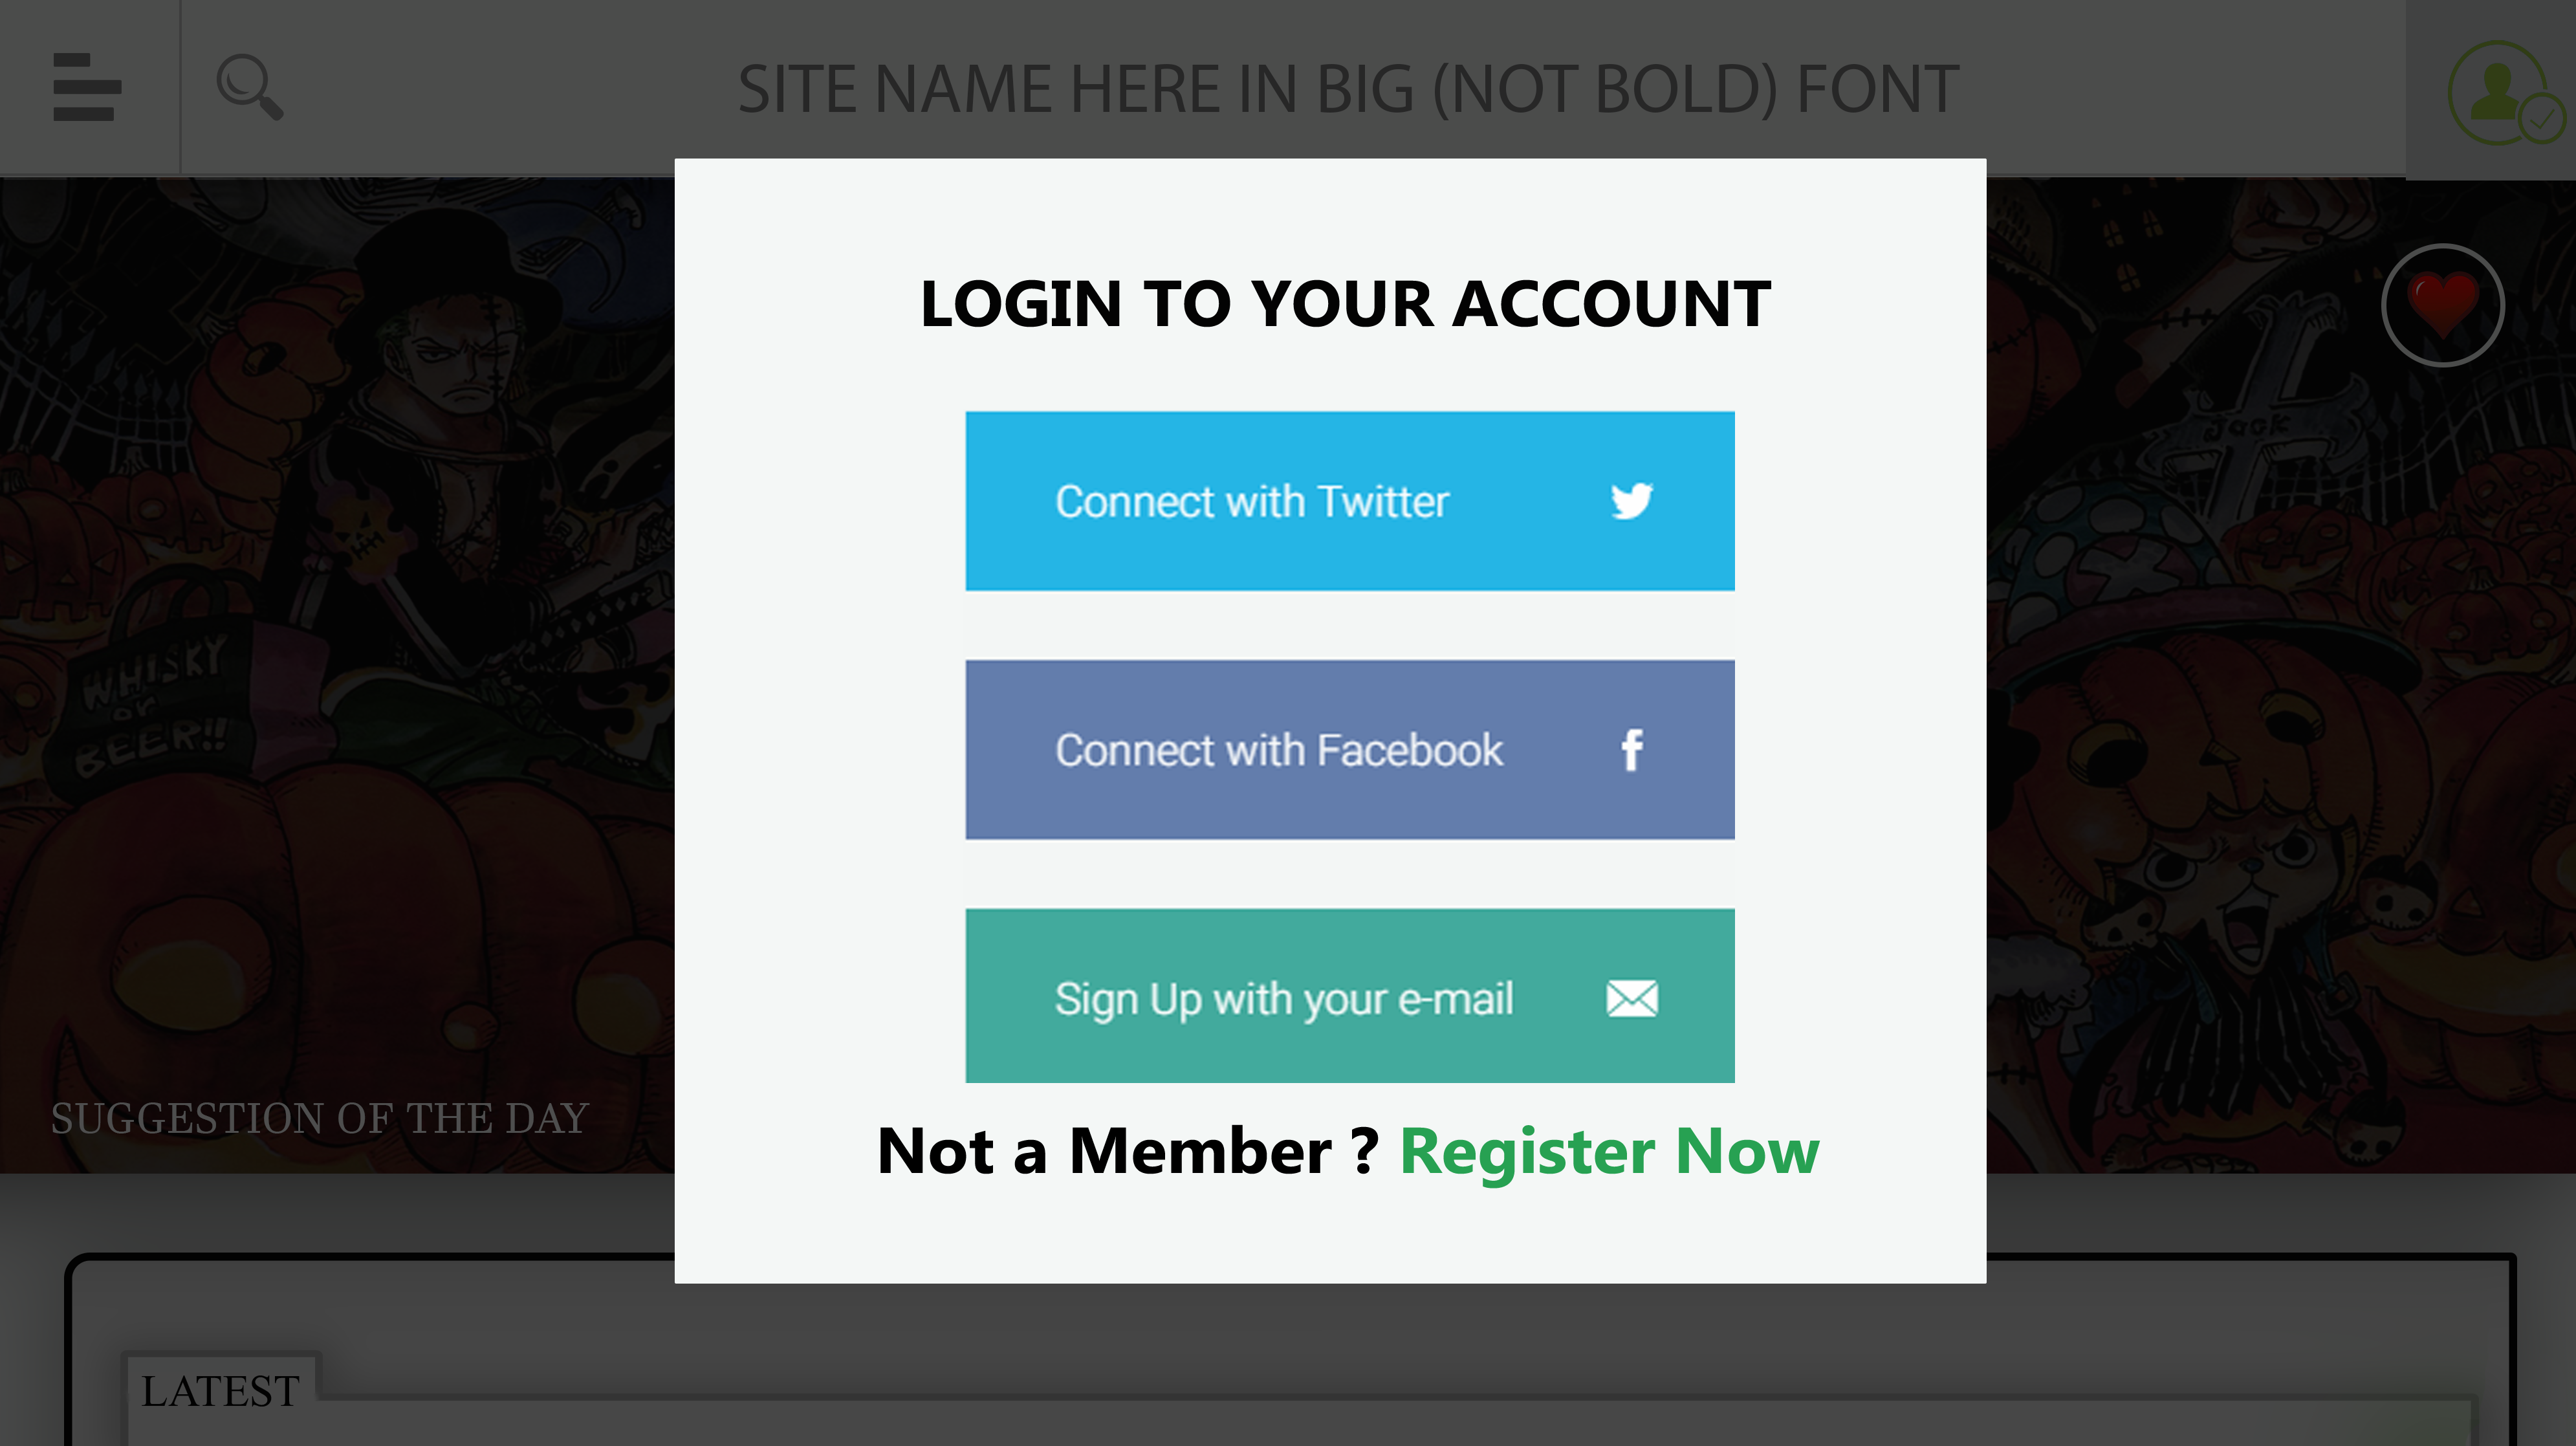 SITE NAME HERE IN BIG (NOT BOLD) FONT
LOGIN TO YOUR ACCOUNT
Connect with Twitter
Connect with Facebook
Sign Up with your e-mail
Not a Member ? Register Now
Jack
WHISKY
or
BEER!!
SUGGESTION OF THE DAY
LATEST